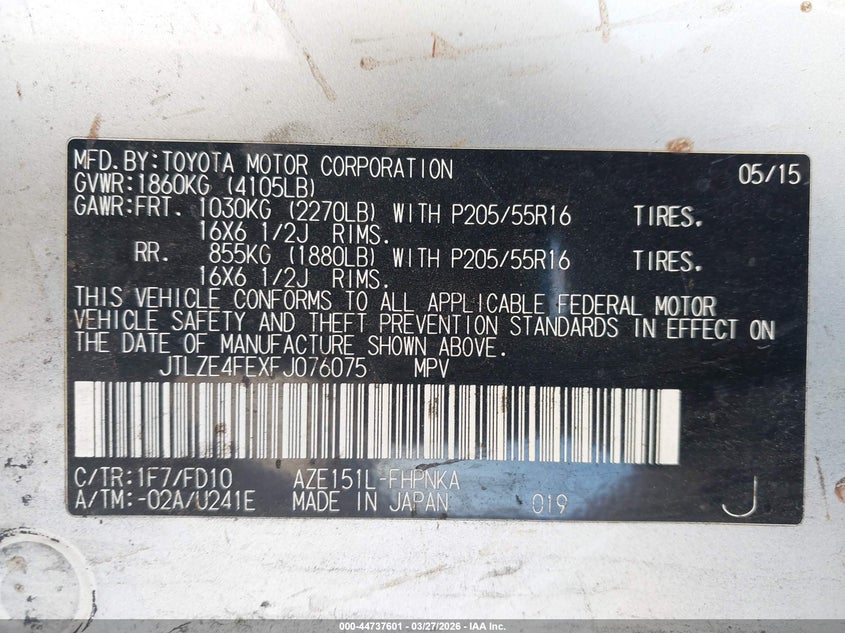 MFD.BY:TOYOTA MOTOR CORPORATION 05/15
GVWR:1860KG (4105LB)
GAWR:FRT. 1030KG (2270LB) WITH P205/55R16 TIRES.
16X6 1/2J RIMS.
RR. 855KG (1880LB) WITH P205/55R16 TIRES.
16X6 1/2J RIMS.
THIS VEHICLE CONFORMS TO ALL APPLICABLE FEDERAL MOTOR
VEHICLE SAFETY AND THEFT PREVENTION STANDARDS IN EFFECT ON
THE DATE OF MANUFACTURE SHOWN ABOVE.
JTLZE4FEXFJ076075 MPV
C/TR:1F7/FD10 AZE151L-FHPNKA
A/TM:-02A/U241E MADE IN JAPAN 019 J
000-44737601 - 03/27/2026 - IAA Inc.